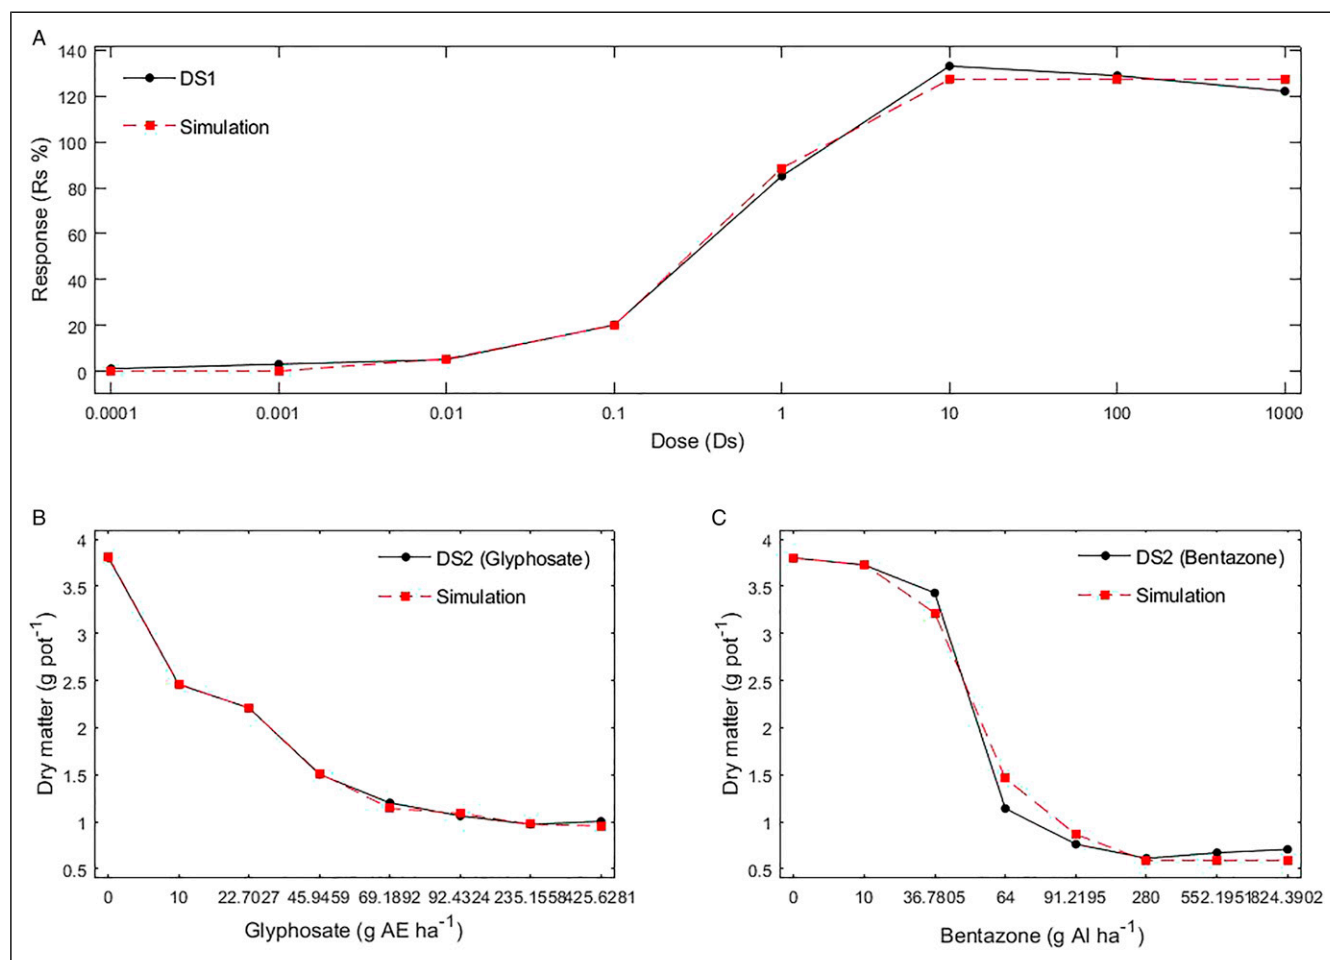 A
140
120
100
80
60
40
20
0
Response (Rs %)
DS1
Simulation
0.0001 0.001 0.01 0.1 1 10 100 1000
Dose (Ds)
B
4
3.5
3
2.5
2
1.5
1
0.5
Dry matter (g pot-1)
DS2 (Glyphosate)
Simulation
0 10 22.7027 45.9459 69.1892 92.4324 235.1558 425.6281
Glyphosate (g AE ha-1)
C
4
3.5
3
2.5
2
1.5
1
0.5
Dry matter (g pot-1)
DS2 (Bentazone)
Simulation
0 10 36.7805 64 91.2195 280 552.1951 824.3902
Bentazone (g AI ha-1)